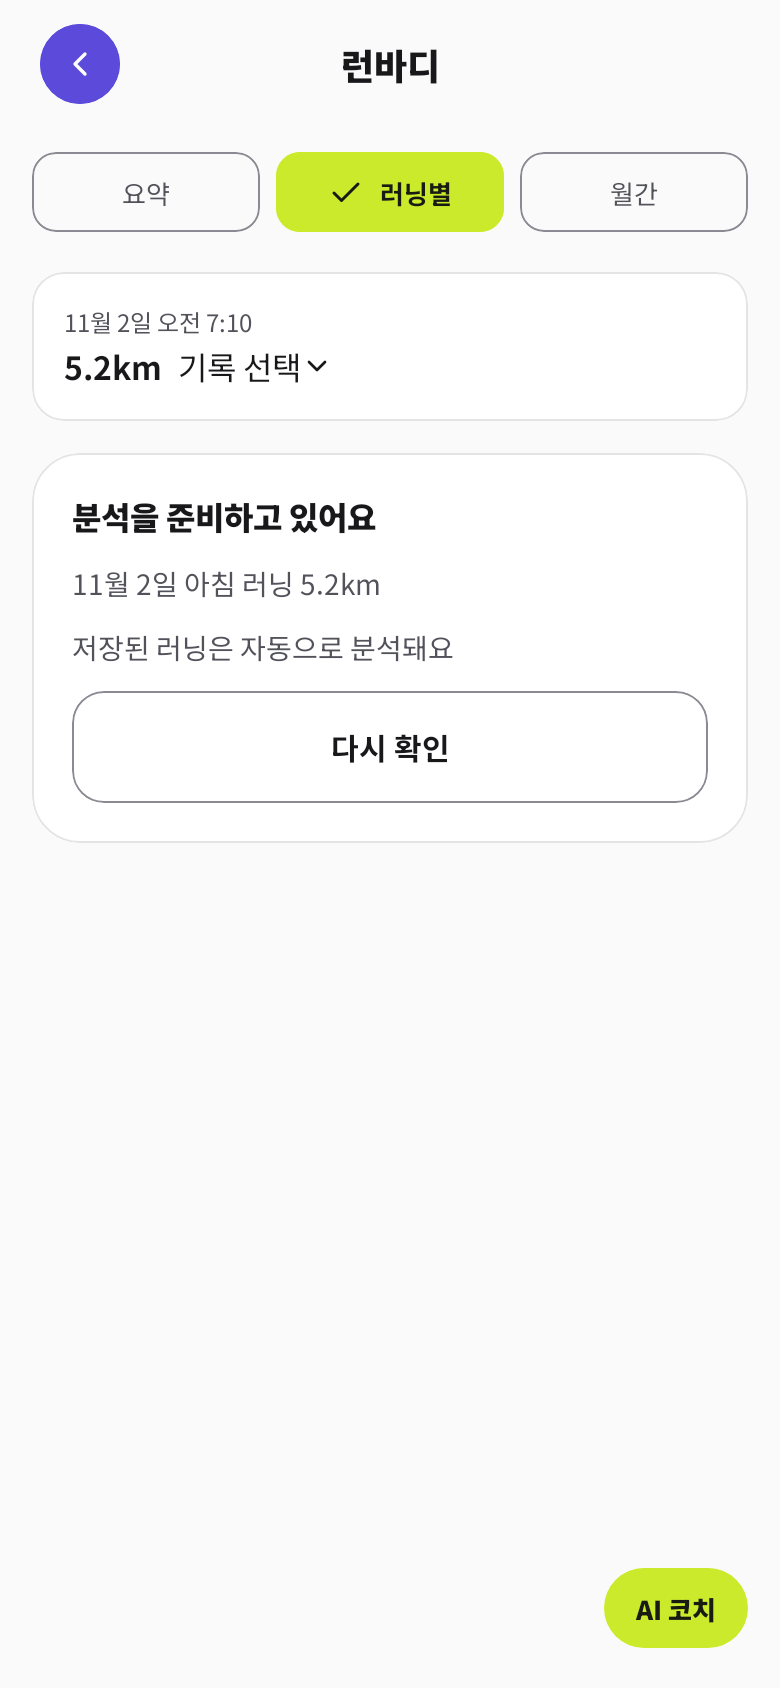 런바디
요약
러닝별
월간
11월 2일 오전 7:10
5.2km 기록 선택
분석을 준비하고 있어요
11월 2일 아침 러닝 5.2km
저장된 러닝은 자동으로 분석돼요
다시 확인
AI 코치